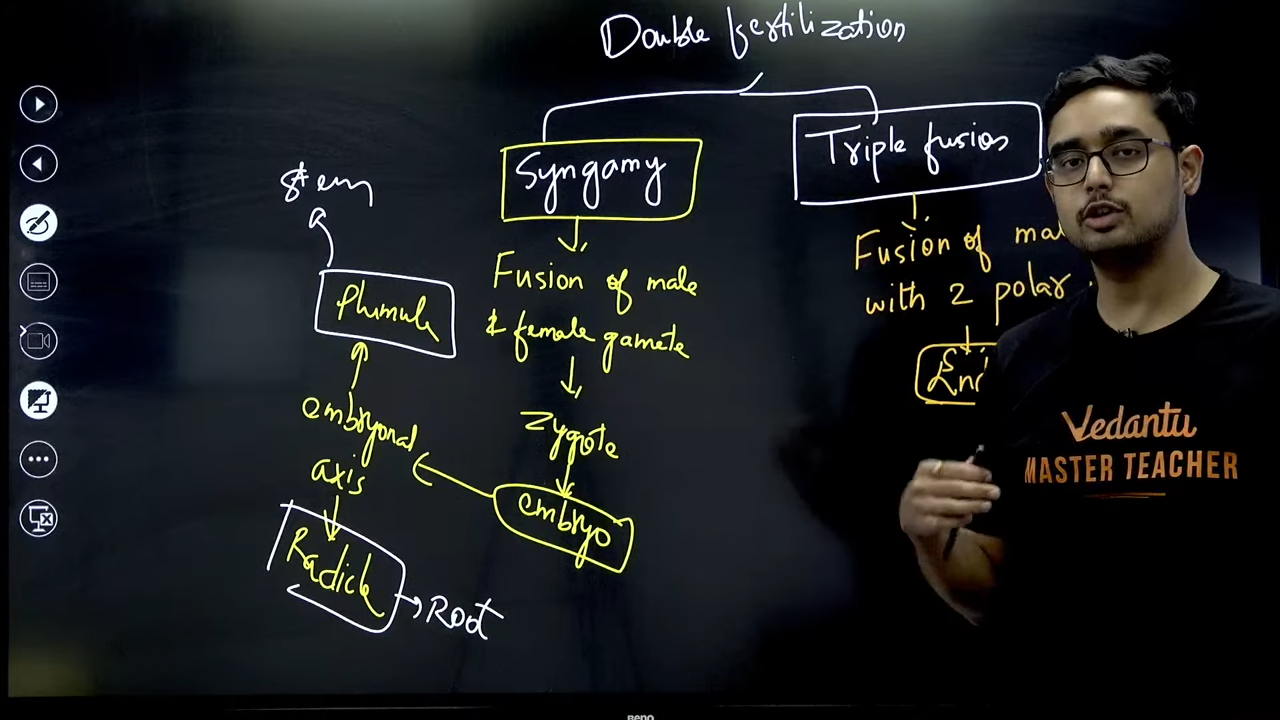 Double fertilization
Syngamy
Triple fusion
stem
Fusion of male
& female gamete
Fusion of
with 2 polar
Plumule
Zygote
embryonal
axis
embryo
Radicle
Root
Vedantu
MASTER TEACHER
BenQ